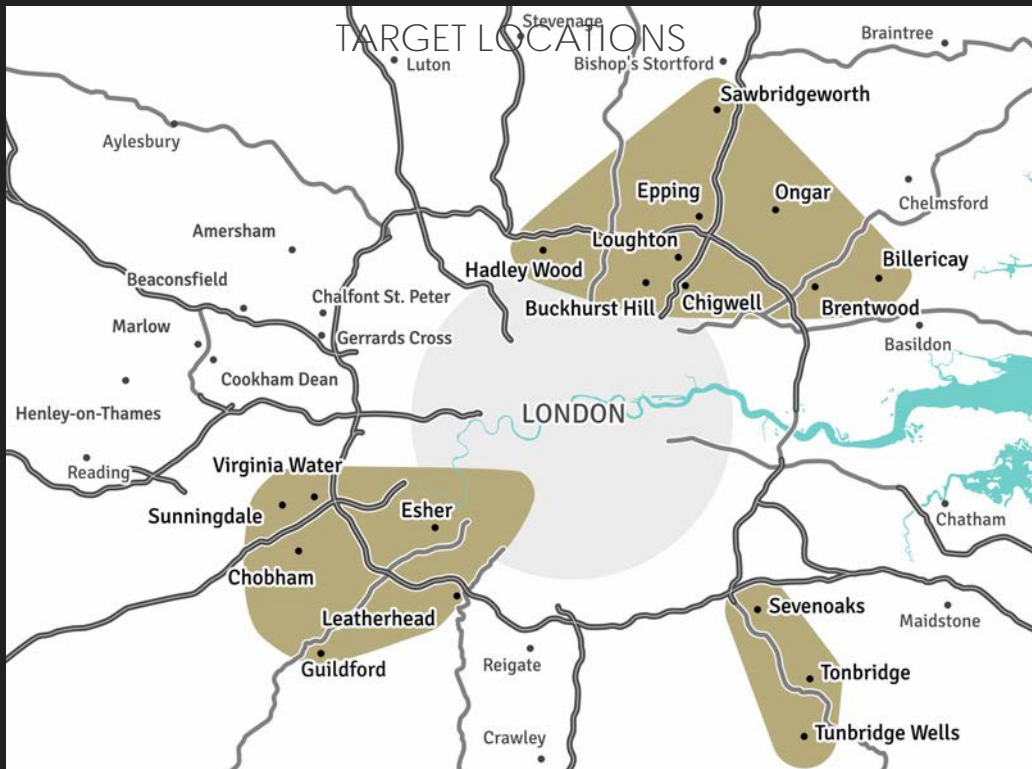 TARGET LOCATIONS
Stevenage
Braintree
Luton
Bishop's Stortford
Sawbridgeworth
Aylesbury
Epping
Ongar
Chelmsford
Amersham
Loughton
Hadley Wood
Billericay
Beaconsfield
Chalfont St. Peter
Buckhurst Hill
Chigwell
Brentwood
Marlow
Gerrards Cross
Basildon
Cookham Dean
Henley-on-Thames
LONDON
Reading
Virginia Water
Sunningdale
Esher
Chatham
Chobham
Leatherhead
Sevenoaks
Maidstone
Guildford
Reigate
Tonbridge
Crawley
Tunbridge Wells